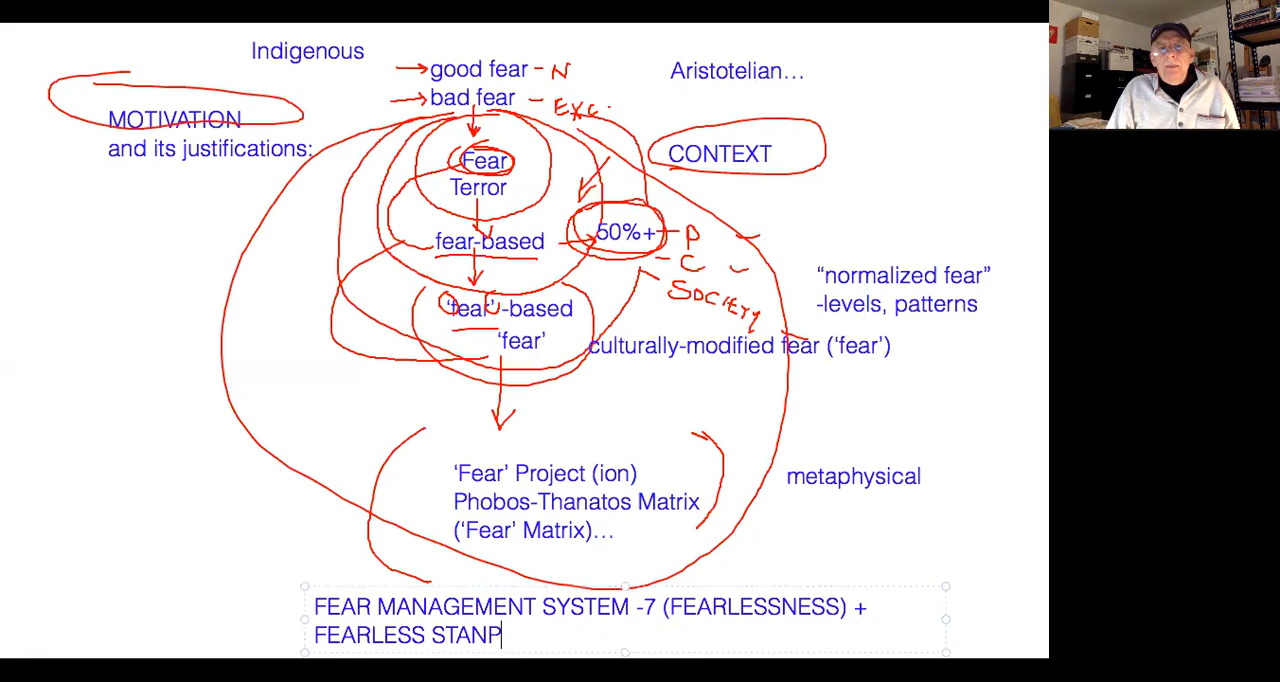 Indigenous
good fear - N
Aristotelian…
bad fear - Exc.
MOTIVATION
and its justifications:
CONTEXT
Fear
Terror
50%+ - P
fear-based
- C
SOCIETY
"normalized fear"
-levels, patterns
'fear'-based
'fear'
culturally-modified fear ('fear')
'Fear' Project (ion)
metaphysical
Phobos-Thanatos Matrix
('Fear' Matrix)…
FEAR MANAGEMENT SYSTEM -7 (FEARLESSNESS) +
FEARLESS STANP